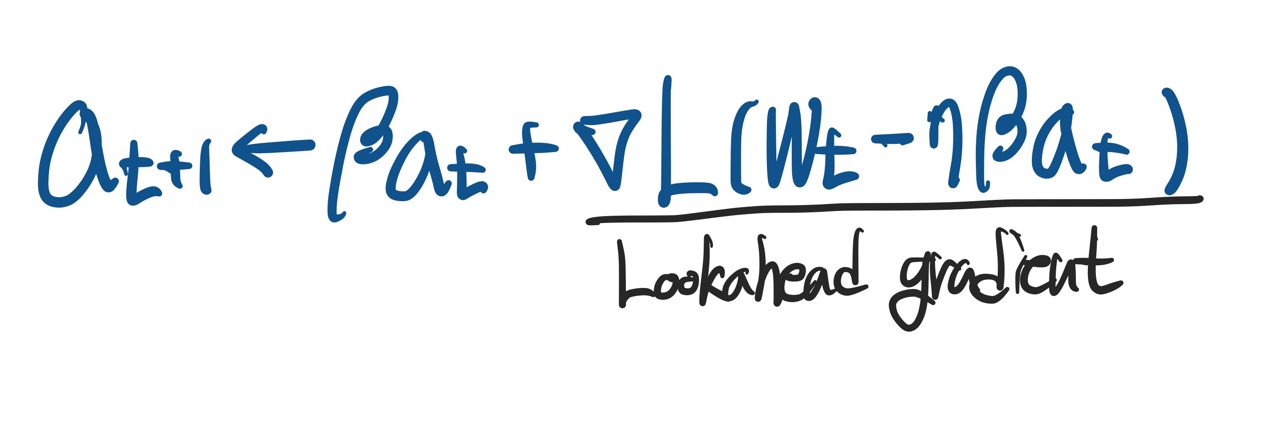 a_{t+1} ← βa_t + ∇L(W_t - ηβa_t)
Lookahead gradient